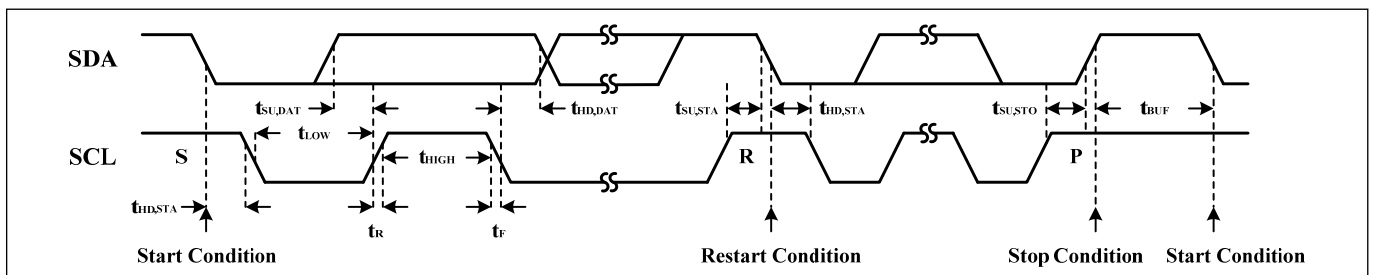 SDA
tSU,DAT tHD,DAT tSU,STA tHD,STA tSU,STO tBUF
tLOW
SCL S tHIGH R P
tHD,STA
tR tF
Start Condition Restart Condition Stop Condition Start Condition